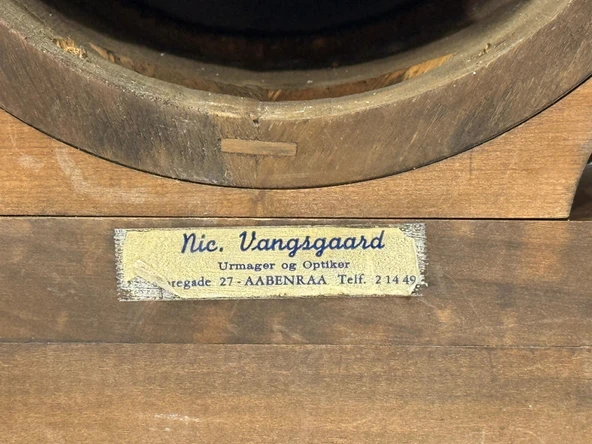 Nic. Vangsgaard
Urmager og Optiker
27 - AABENRAA Telf. 2 14 49